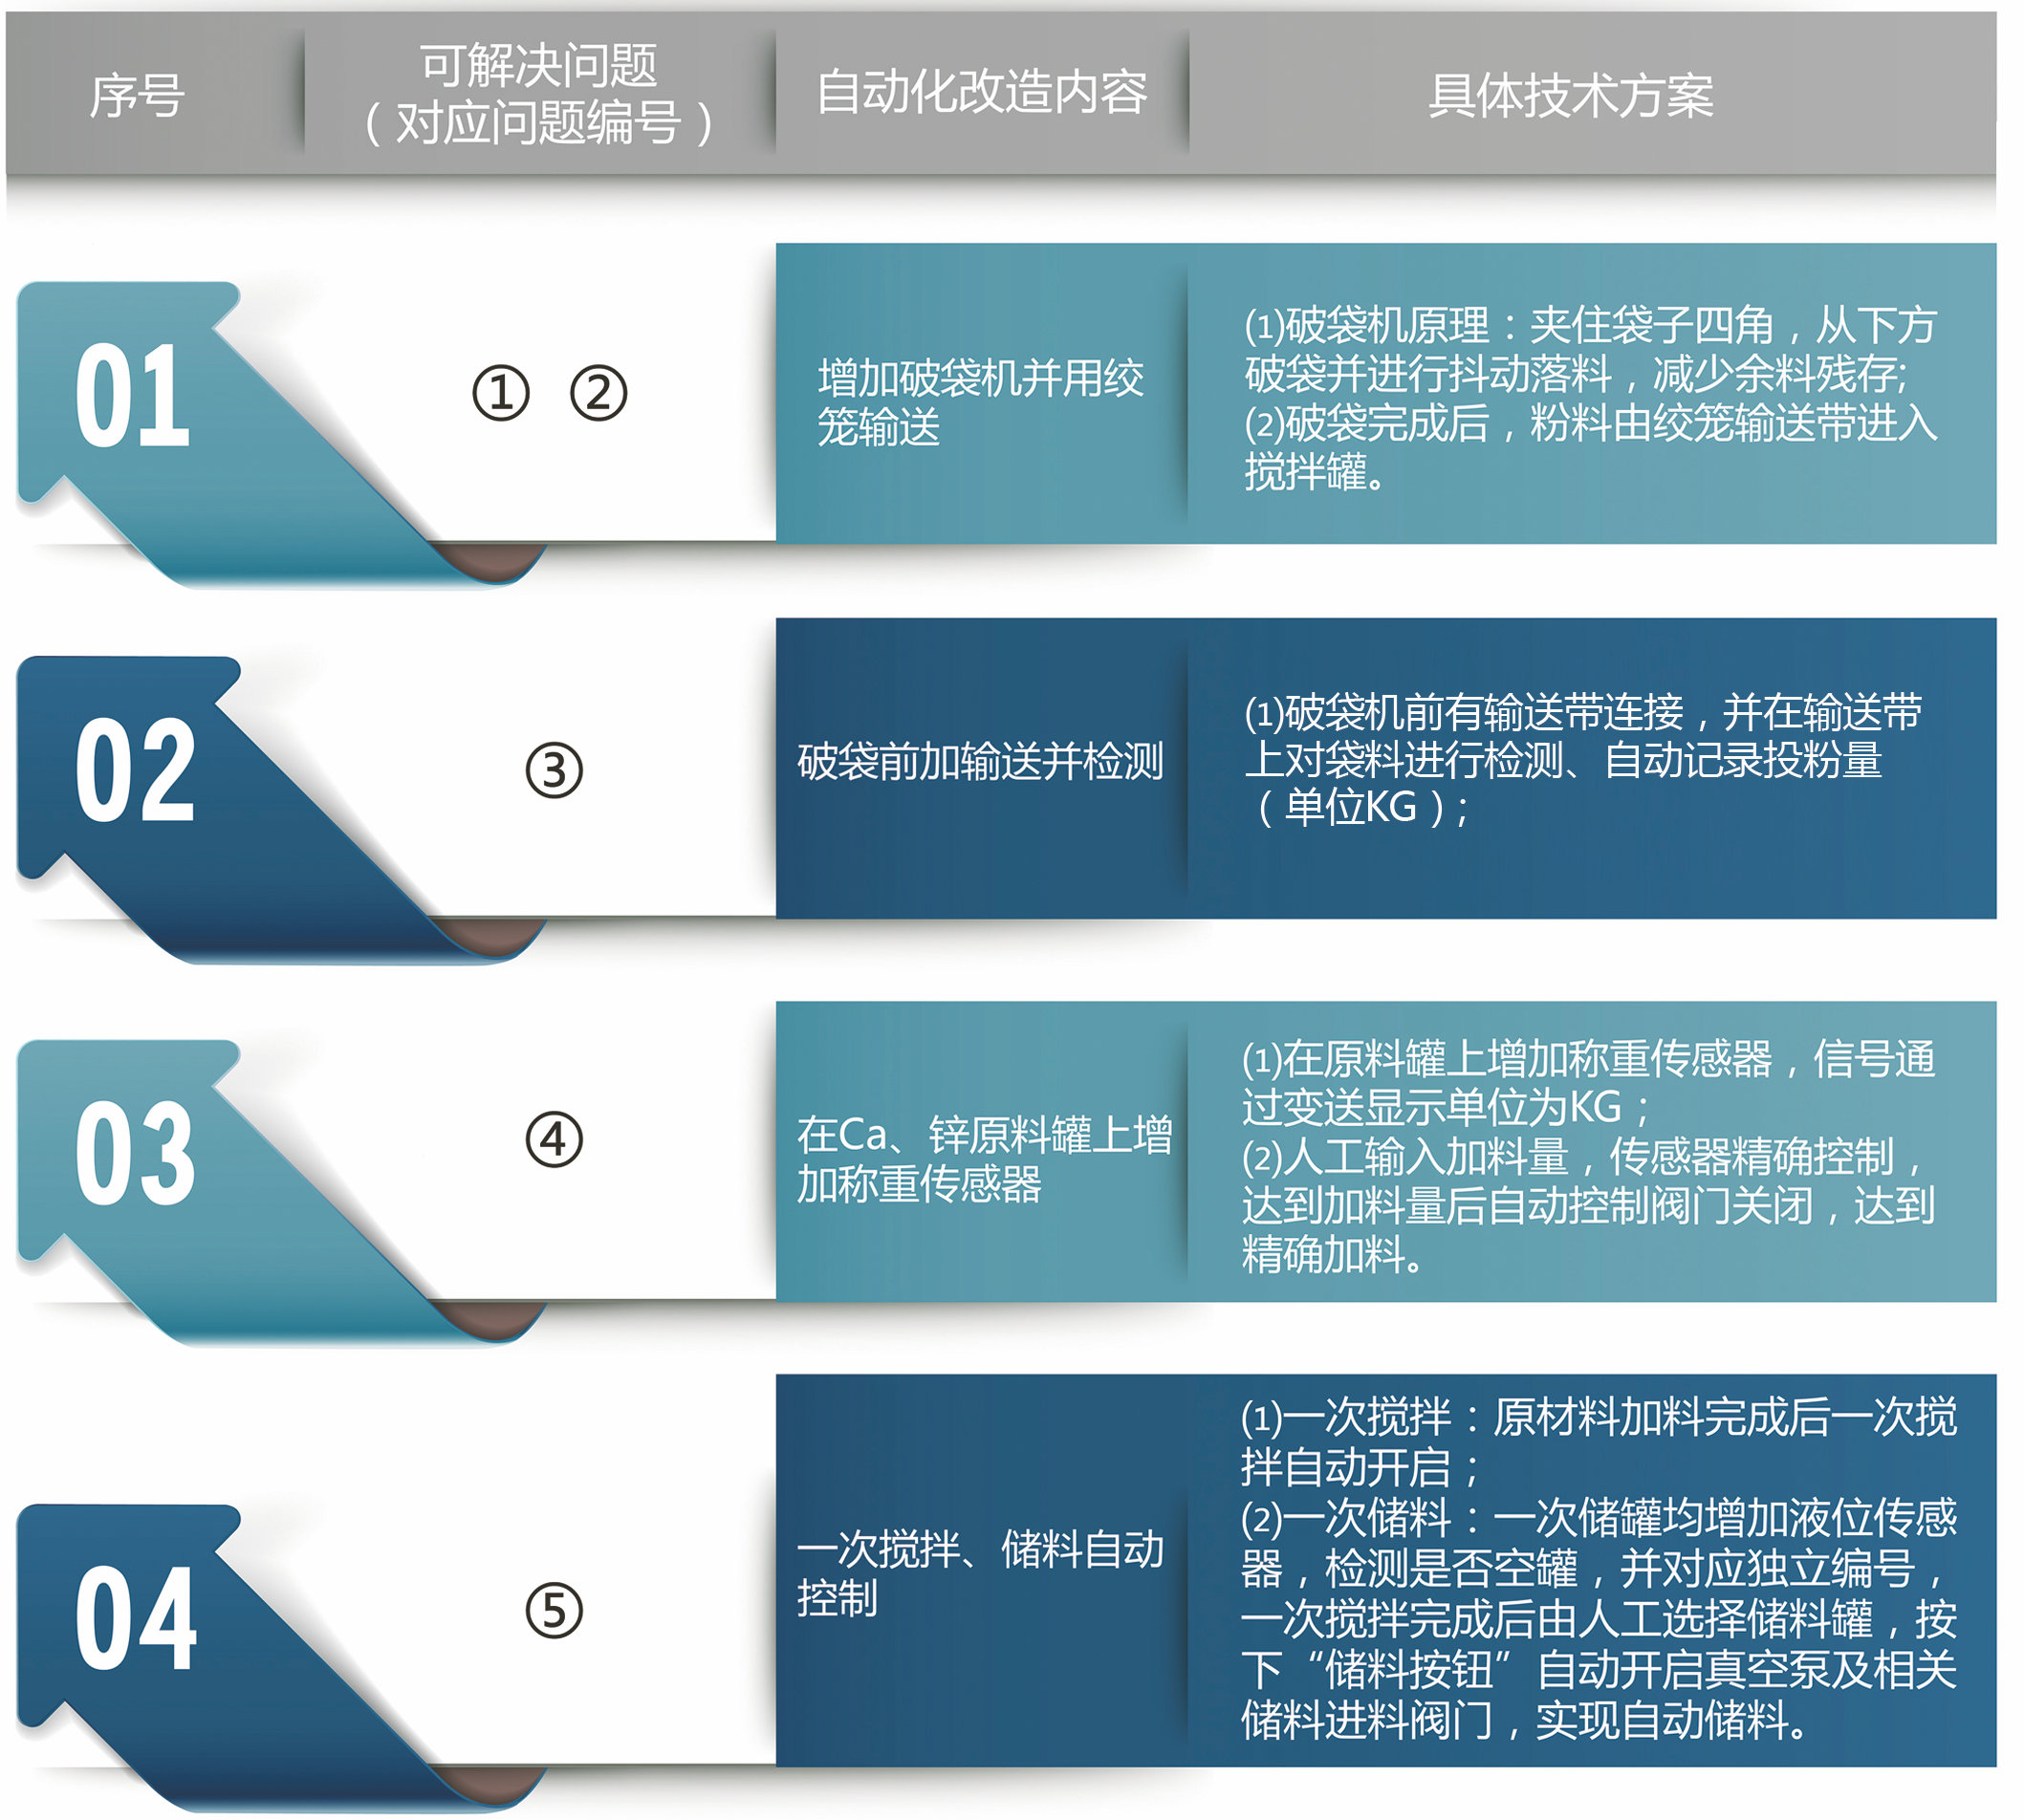 序号
可解决问题
（对应问题编号）
自动化改造内容
具体技术方案
01
① ②
增加破袋机并用绞
笼输送
⑴破袋机原理：夹住袋子四角，从下方
破袋并进行抖动落料，减少余料残存;
⑵破袋完成后，粉料由绞笼输送带进入
搅拌罐。
02
③
破袋前加输送并检测
⑴破袋机前有输送带连接，并在输送带
上对袋料进行检测、自动记录投粉量
（单位KG）;
03
④
在Ca、锌原料罐上增
加称重传感器
⑴在原料罐上增加称重传感器，信号通
过变送显示单位为KG；
⑵人工输入加料量，传感器精确控制，
达到加料量后自动控制阀门关闭，达到
精确加料。
04
⑤
一次搅拌、储料自动
控制
⑴一次搅拌：原材料加料完成后一次搅
拌自动开启；
⑵一次储料：一次储罐均增加液位传感
器，检测是否空罐，并对应独立编号，
一次搅拌完成后由人工选择储料罐，按
下“储料按钮”自动开启真空泵及相关
储料进料阀门，实现自动储料。